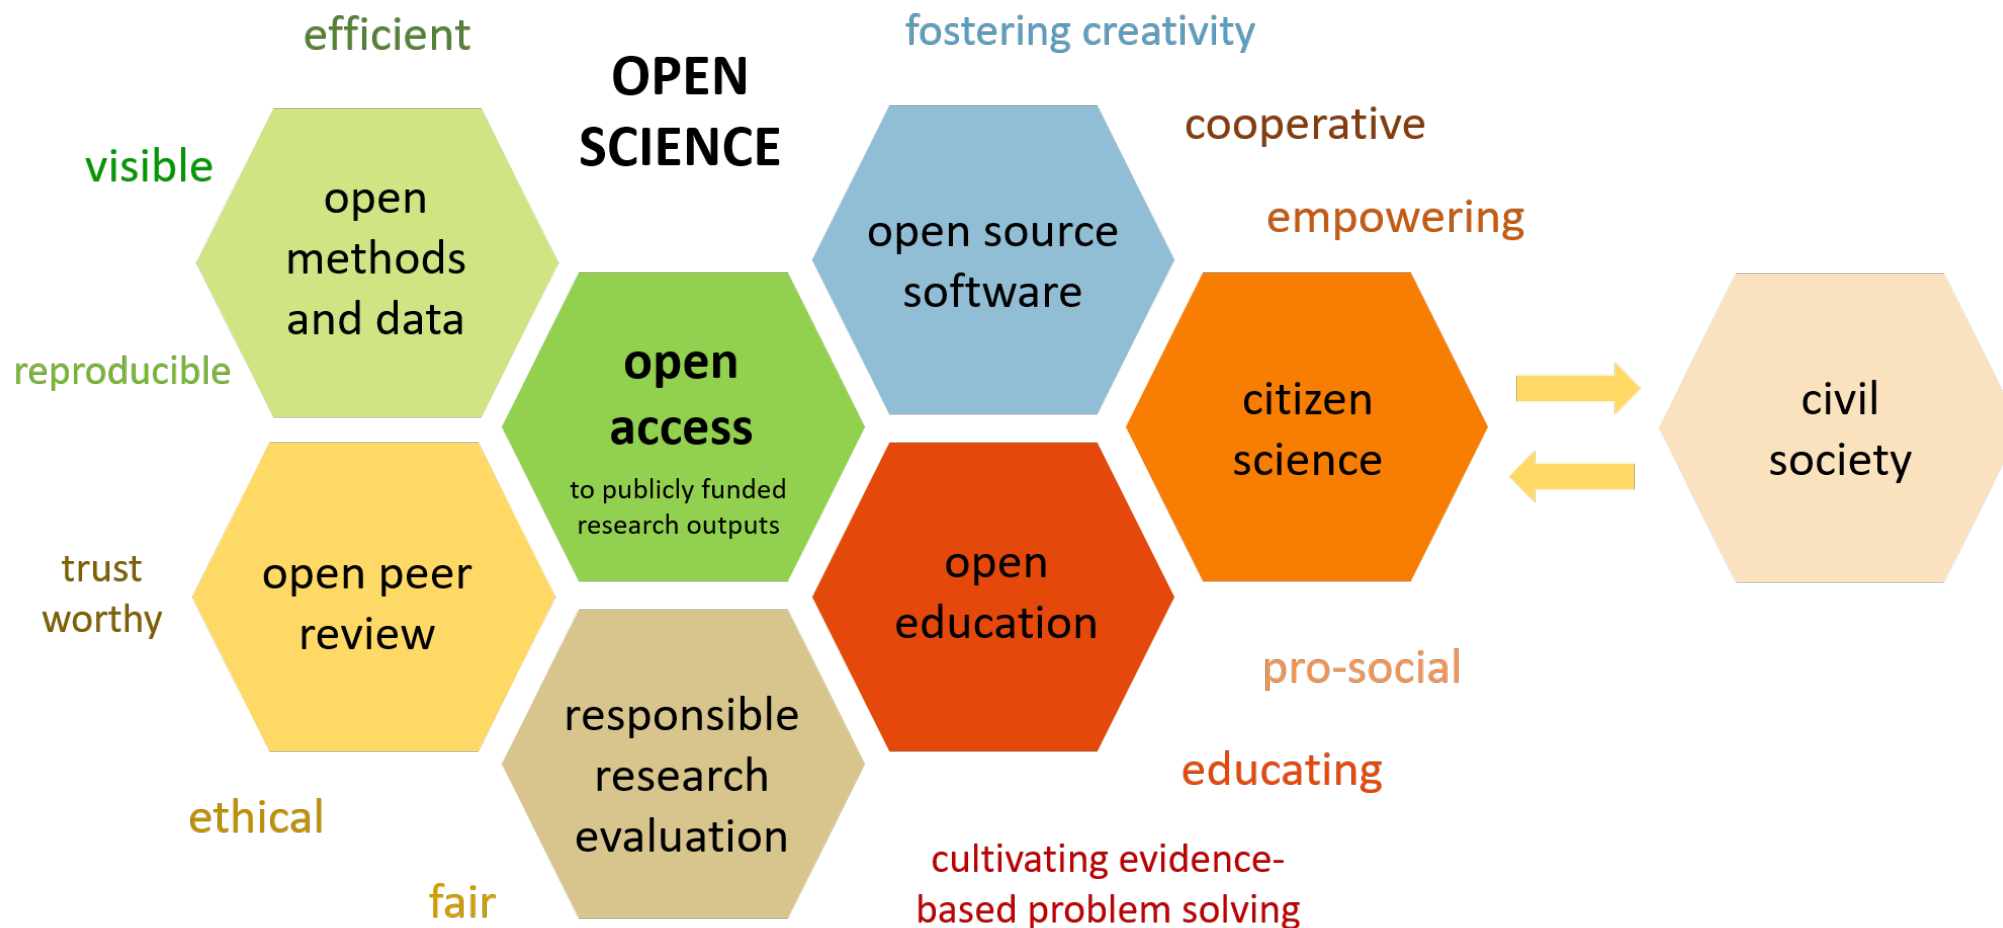 efficient
OPEN
SCIENCE
fostering creativity
cooperative
visible
open
methods
and data
open source
software
empowering
reproducible
open
access
to publicly funded
research outputs
citizen
science
civil
society
trust
worthy
open peer
review
open
education
pro-social
responsible
research
evaluation
educating
ethical
fair
cultivating evidence-
based problem solving